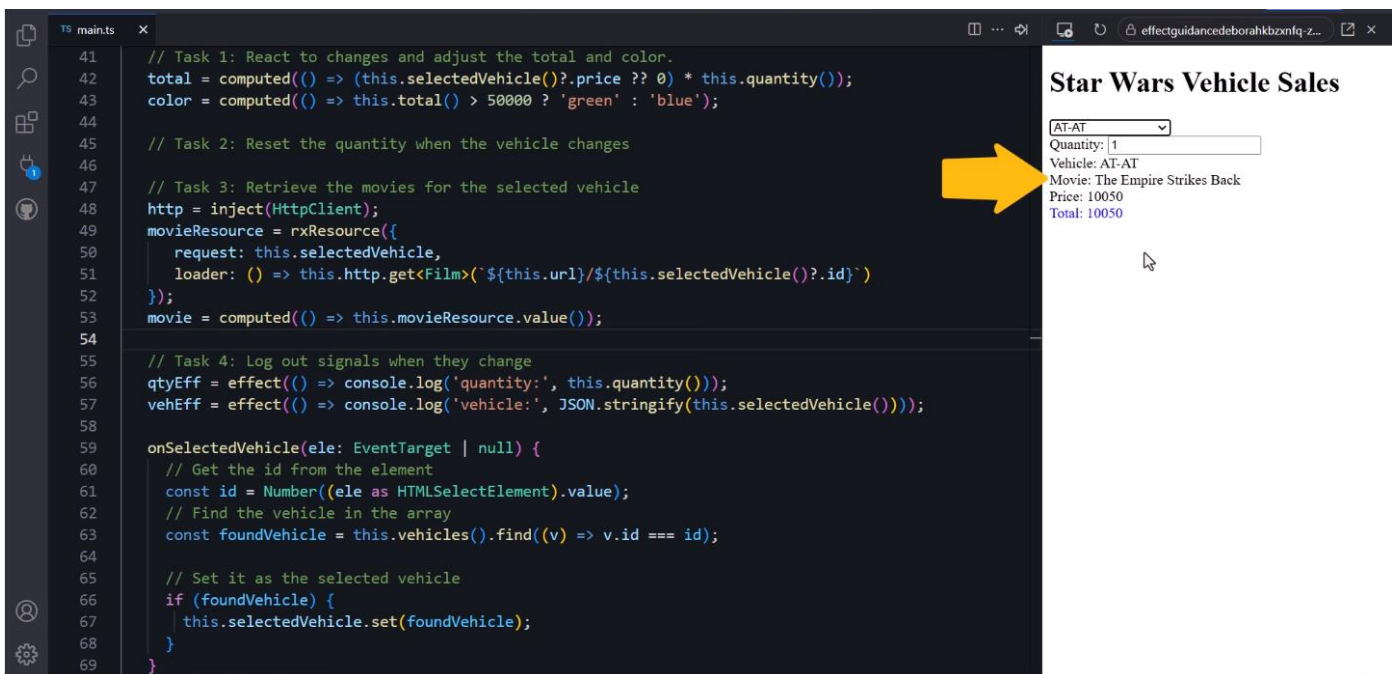 TS main.ts ×
41 // Task 1: React to changes and adjust the total and color.
42 total = computed(() => (this.selectedVehicle()?.price ?? 0) * this.quantity());
43 color = computed(() => this.total() > 50000 ? 'green' : 'blue');
44
45 // Task 2: Reset the quantity when the vehicle changes
46
47 // Task 3: Retrieve the movies for the selected vehicle
48 http = inject(HttpClient);
49 movieResource = rxResource({
50 request: this.selectedVehicle,
51 loader: () => this.http.get<Film>(`${this.url}/${this.selectedVehicle()?.id}`)
52 });
53 movie = computed(() => this.movieResource.value());
54
55 // Task 4: Log out signals when they change
56 qtyEff = effect(() => console.log('quantity:', this.quantity()));
57 vehEff = effect(() => console.log('vehicle:', JSON.stringify(this.selectedVehicle())));
58
59 onSelectedVehicle(ele: EventTarget | null) {
60 // Get the id from the element
61 const id = Number((ele as HTMLSelectElement).value);
62 // Find the vehicle in the array
63 const foundVehicle = this.vehicles().find((v) => v.id === id);
64
65 // Set it as the selected vehicle
66 if (foundVehicle) {
67 this.selectedVehicle.set(foundVehicle);
68 }
69 }
1
effectguidancedeborahkbzxnfq-z...
Star Wars Vehicle Sales
AT-AT
Quantity: 1
Vehicle: AT-AT
Movie: The Empire Strikes Back
Price: 10050
Total: 10050